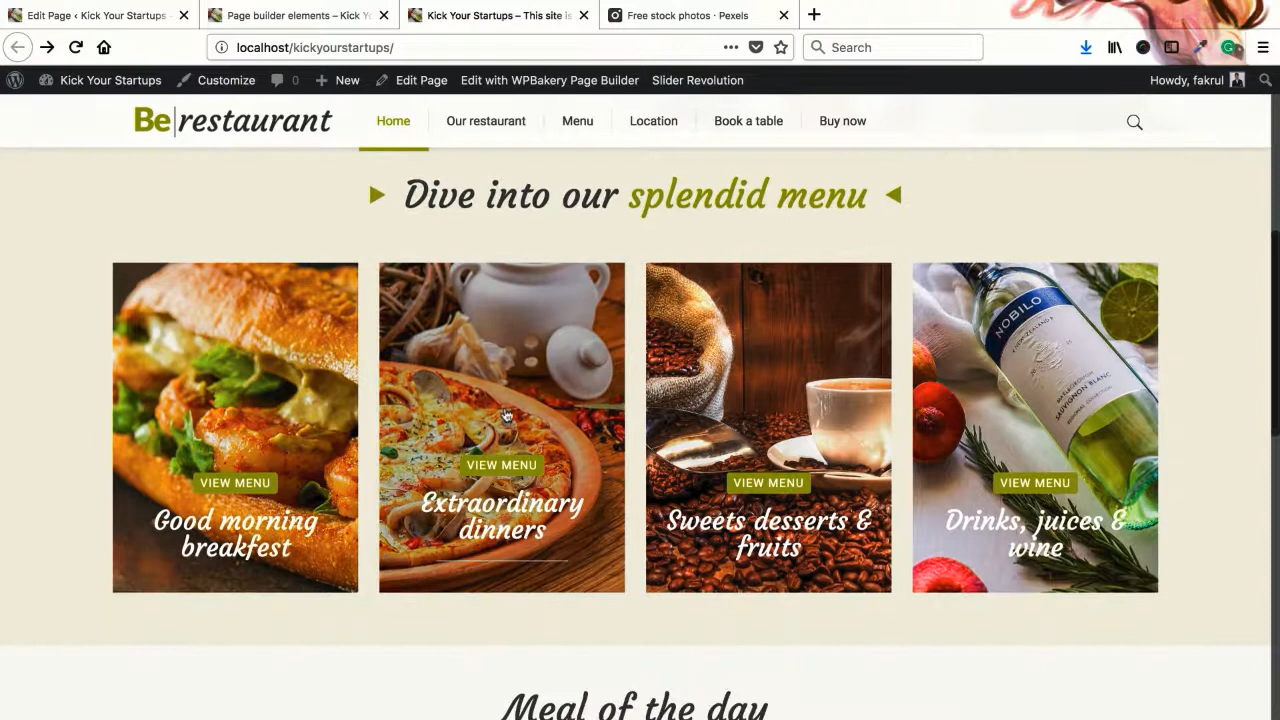 Edit Page ‹ Kick Your Startups -
Page builder elements – Kick Yo
Kick Your Startups – This site is
Free stock photos · Pexels
localhost/kickyourstartups/
Search
Kick Your Startups
Customize
0
New
Edit Page
Edit with WPBakery Page Builder
Slider Revolution
Howdy, fakrul
Be|restaurant
Home
Our restaurant
Menu
Location
Book a table
Buy now
Dive into our splendid menu
VIEW MENU
Good morning
breakfast
VIEW MENU
Extraordinary
dinners
VIEW MENU
Sweets desserts &
fruits
NOBILO
SAUVIGNON BLANC
VIEW MENU
Drinks, juices &
wine
Meal of the day